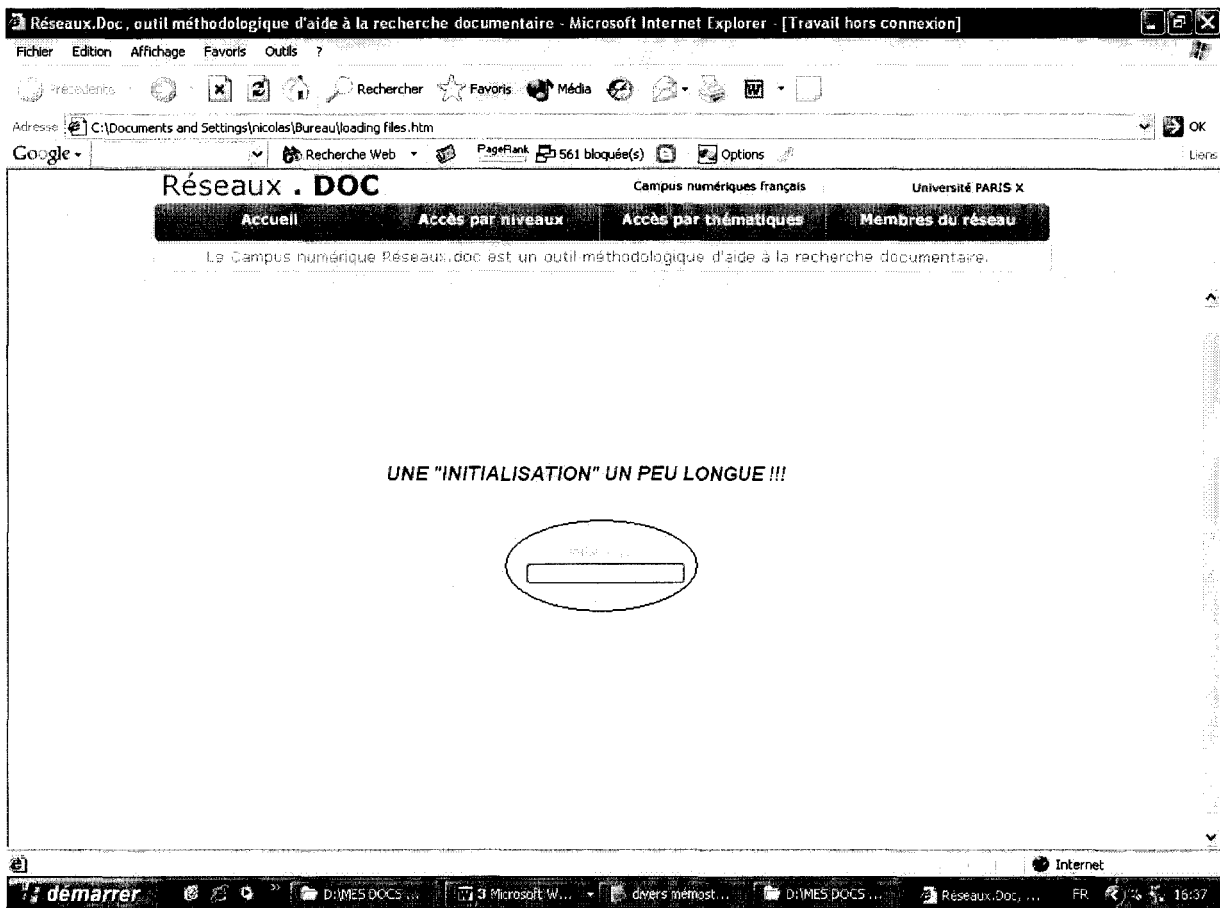 Réseaux.Doc, outil méthodologique d'aide à la recherche documentaire - Microsoft Internet Explorer - [Travail hors connexion]
Fichier Edition Affichage Favoris Outils ?
Précédente Rechercher Favoris Média
Adresse C:\Documents and Settings\nicolas\Bureau\loading files.htm OK
Google Recherche Web PageRank 561 bloquée(s) Options Liens
Réseaux . DOC Campus numériques français Université PARIS X
Accueil Accès par niveaux Accès par thématiques Membres du réseau
Le Campus numérique Réseaux.doc est un outil méthodologique d'aide à la recherche documentaire.
UNE "INITIALISATION" UN PEU LONGUE !!!
Internet
démarrer » D:\MES DOCS ... 3 Microsoft W... divers mémost... D:\MES DOCS ... Réseaux.Doc, ... FR 16:37